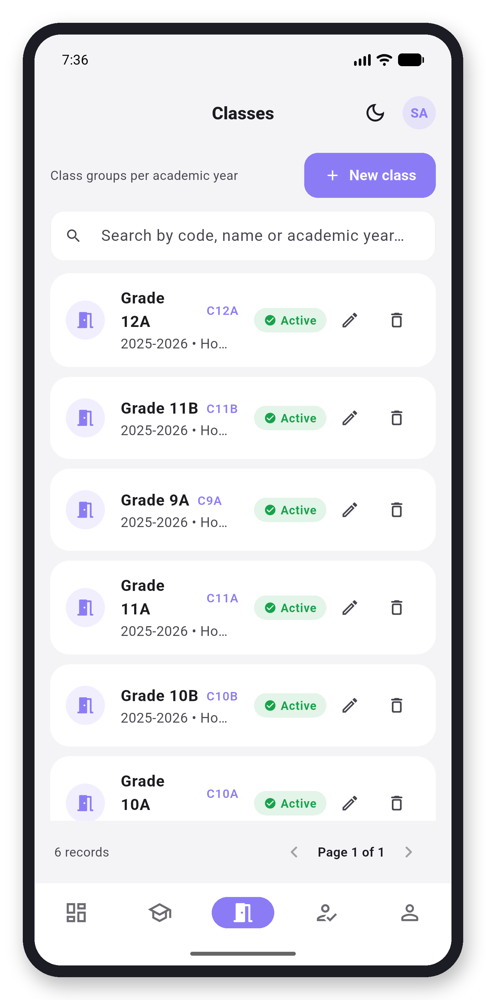 7:36
Classes
SA
Class groups per academic year
New class
Search by code, name or academic year...
Grade 12A
C12A
Active
2025-2026 • Ho...
Grade 11B C11B
Active
2025-2026 • Ho...
Grade 9A C9A
Active
2025-2026 • Ho...
Grade 11A
C11A
Active
2025-2026 • Ho...
Grade 10B C10B
Active
2025-2026 • Ho...
Grade 10A
C10A
Active
6 records
Page 1 of 1